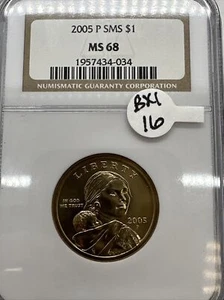 2005 P SMS $1
MS 68
1957434-034
NUMISMATIC GUARANTY CORPORATION
BX1
16
LIBERTY
IN GOD
WE TRUST
2005